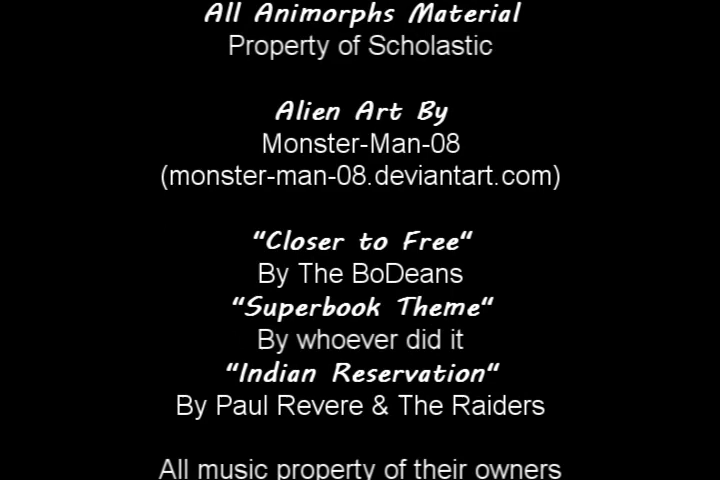 All Animorphs Material
Property of Scholastic
Alien Art By
Monster-Man-08
(monster-man-08.deviantart.com)
"Closer to Free"
By The BoDeans
"Superbook Theme"
By whoever did it
"Indian Reservation"
By Paul Revere & The Raiders
All music property of their owners